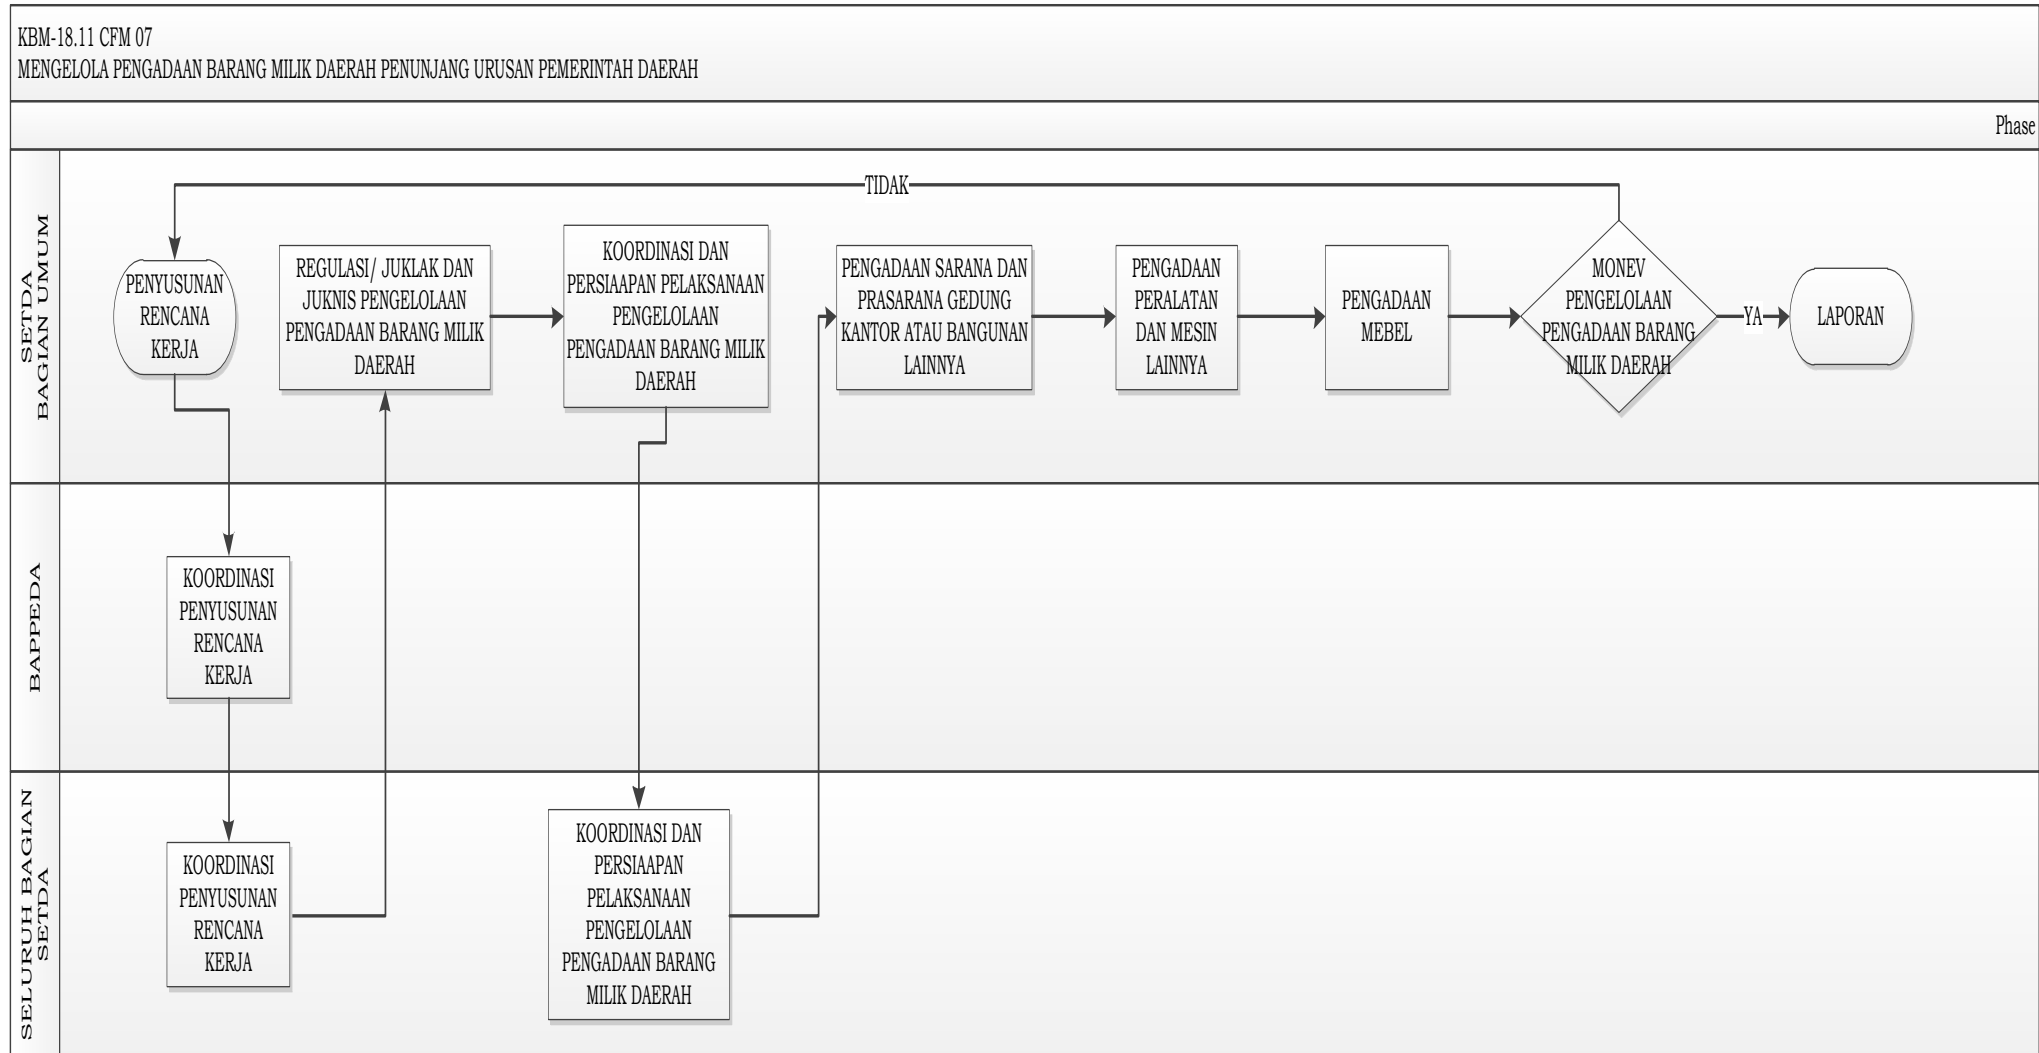 KBM-18.11 CFM 07
MENGELOLA PENGADAAN BARANG MILIK DAERAH PENUNJANG URUSAN PEMERINTAH DAERAH
Phase
SETDA
BAGIAN UMUM
TIDAK
PENYUSUNAN
RENCANA
KERJA
REGULASI/ JUKLAK DAN
JUKNIS PENGELOLAAN
PENGADAAN BARANG MILIK
DAERAH
KOORDINASI DAN
PERSIAAPAN PELAKSANAAN
PENGELOLAAN
PENGADAAN BARANG MILIK
DAERAH
PENGADAAN SARANA DAN
PRASARANA GEDUNG
KANTOR ATAU BANGUNAN
LAINNYA
PENGADAAN
PERALATAN
DAN MESIN
LAINNYA
PENGADAAN
MEBEL
MONEV
PENGELOLAAN
PENGADAAN BARANG
MILIK DAERAH
YA
LAPORAN
BAPPEDA
KOORDINASI
PENYUSUNAN
RENCANA
KERJA
SELURUH BAGIAN
SETDA
KOORDINASI
PENYUSUNAN
RENCANA
KERJA
KOORDINASI DAN
PERSIAAPAN
PELAKSANAAN
PENGELOLAAN
PENGADAAN BARANG
MILIK DAERAH